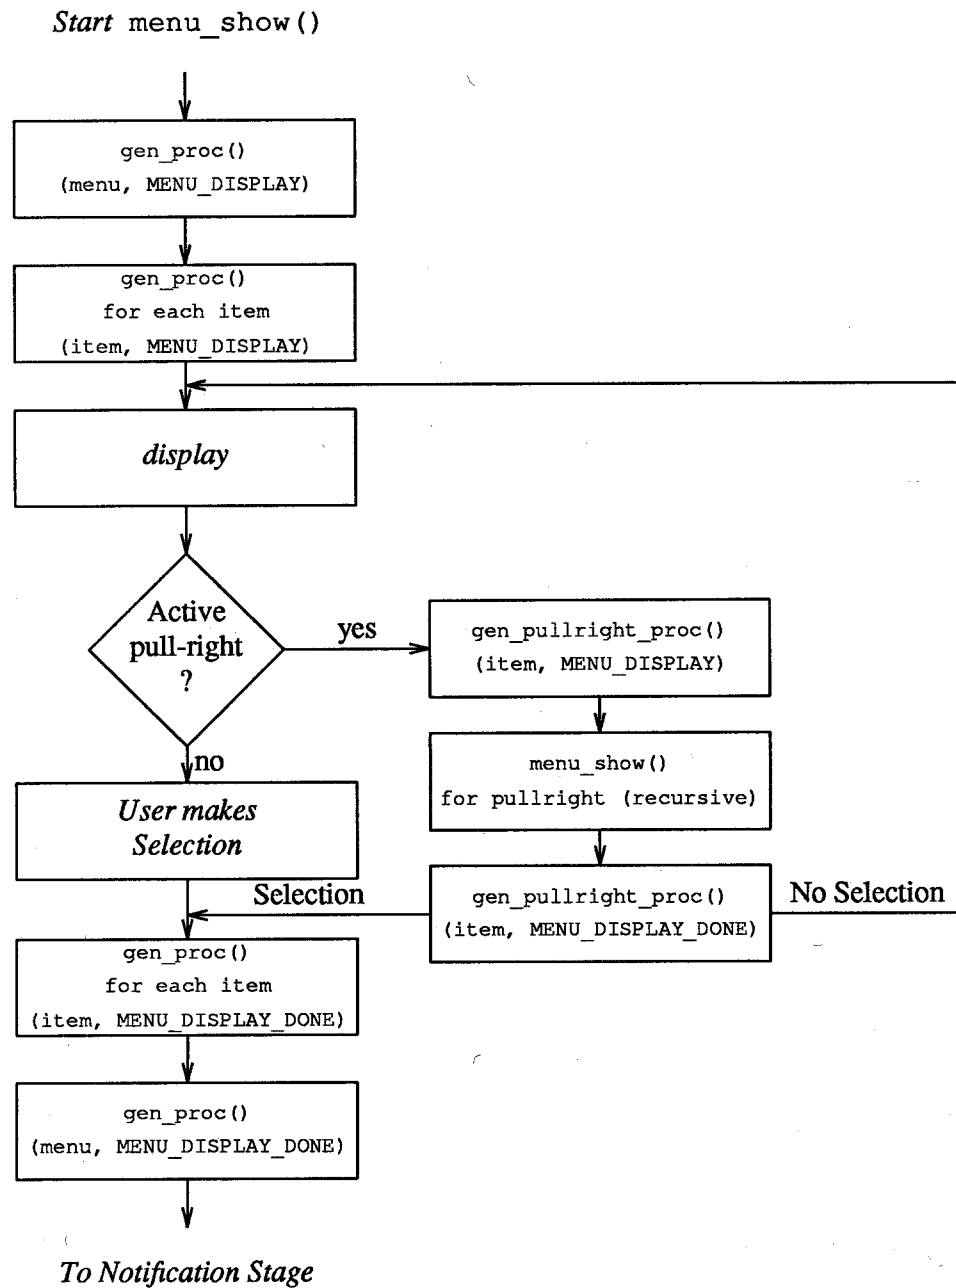 Start menu_show()
gen_proc()
(menu, MENU_DISPLAY)
gen_proc()
for each item
(item, MENU_DISPLAY)
display
Active
pull-right
?
yes
gen_pullright_proc()
(item, MENU_DISPLAY)
menu_show()
for pullright (recursive)
gen_pullright_proc()
(item, MENU_DISPLAY_DONE)
No Selection
Selection
no
User makes
Selection
gen_proc()
for each item
(item, MENU_DISPLAY_DONE)
gen_proc()
(menu, MENU_DISPLAY_DONE)
To Notification Stage